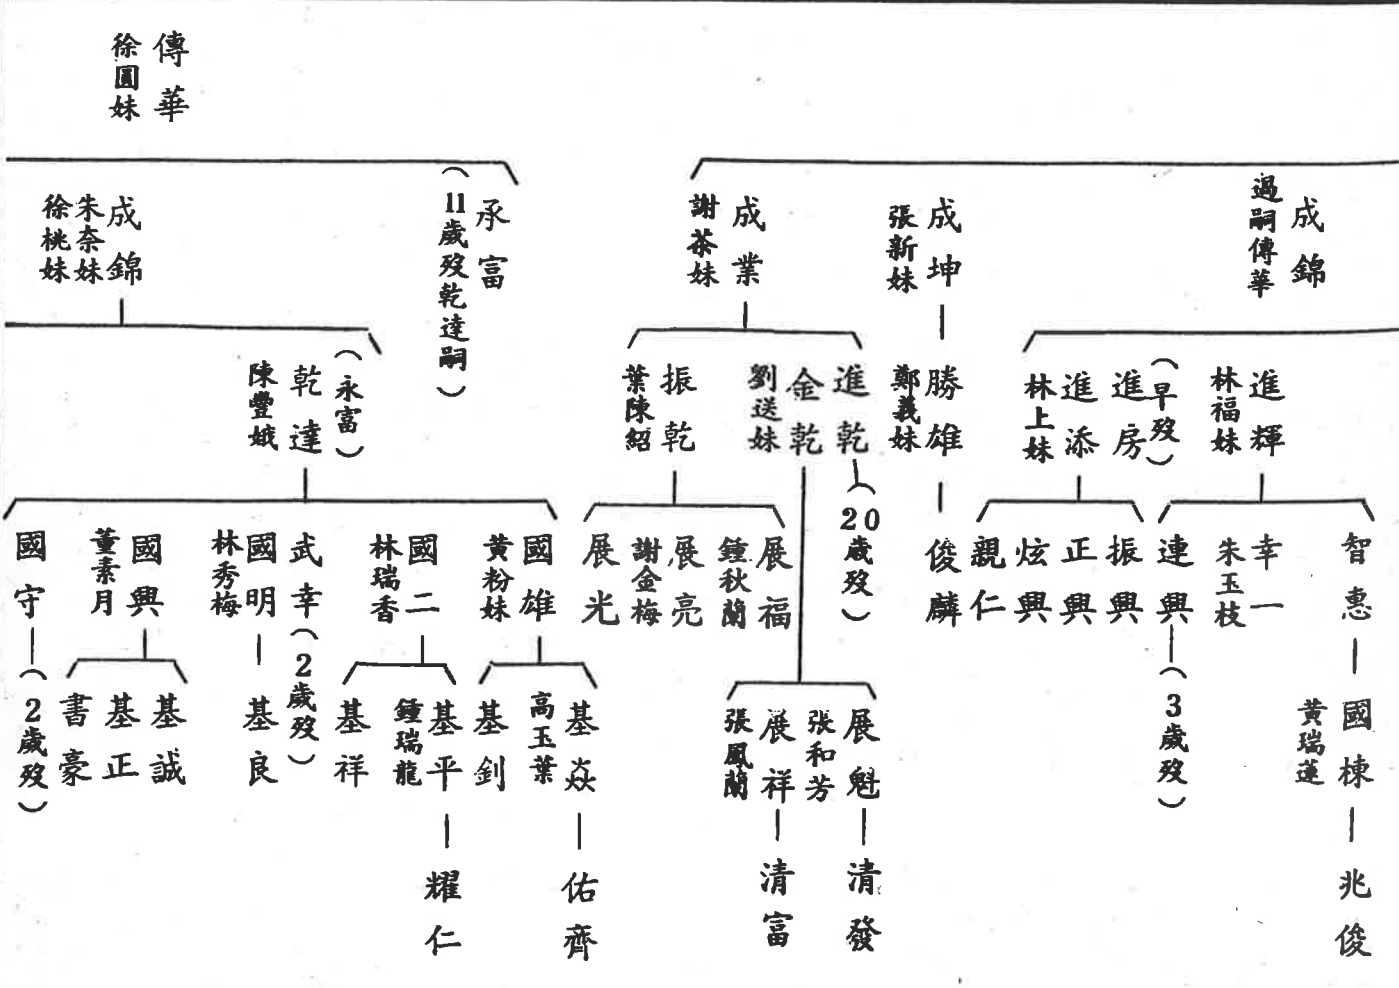 傳華
徐圓妹
成錦
過嗣傳華
成坤
張新妹
成業
謝茶妹
承富
(11歲歿乾達嗣)
成錦
朱奈妹
徐桃妹
進輝
林福妹
進房
(早歿)
進添
林上妹
勝雄
鄭義妹
進乾
金乾
劉送妹
振乾
葉陳紹
(永富)
乾達
陳豐娥
智惠
幸一
朱玉枝
連興
振興
正興
炫興
親仁
俊麟
(20歲歿)
展福
鍾秋蘭
展亮
謝金梅
展光
國雄
黃粉妹
國二
林瑞香
武幸
(2歲歿)
國明
林秀梅
國興
董素月
國守
(2歲歿)
國棟
黃瑞蓮
(3歲歿)
展魁
張和芳
展祥
張鳳蘭
基焱
高玉葉
基釗
基平
鍾瑞龍
基祥
基良
基誠
基正
書豪
兆俊
清發
清富
佑齊
耀仁